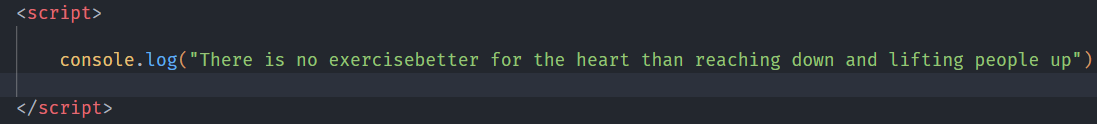 <script>
console.log("There is no exercisebetter for the heart than reaching down and lifting people up")
</script>